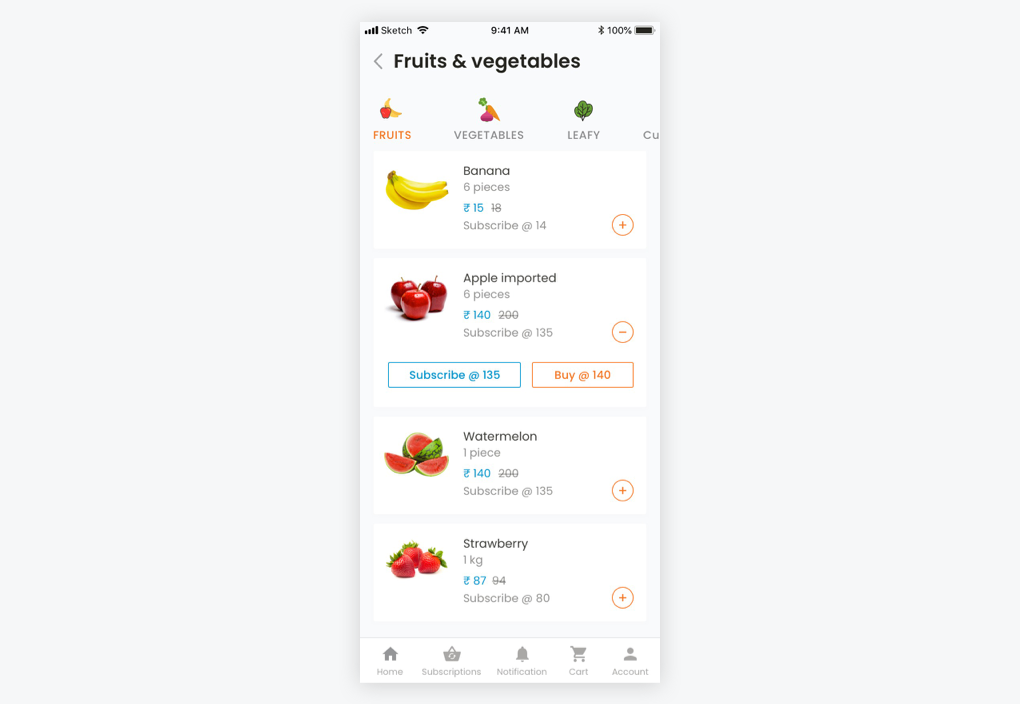 Sketch 9:41 AM 100%
Fruits & vegetables
FRUITS VEGETABLES LEAFY Cu
Banana
6 pieces
₹ 15 18
Subscribe @ 14
Apple imported
6 pieces
₹ 140 200
Subscribe @ 135
Subscribe @ 135 Buy @ 140
Watermelon
1 piece
₹ 140 200
Subscribe @ 135
Strawberry
1 kg
₹ 87 94
Subscribe @ 80
Home Subscriptions Notification Cart Account